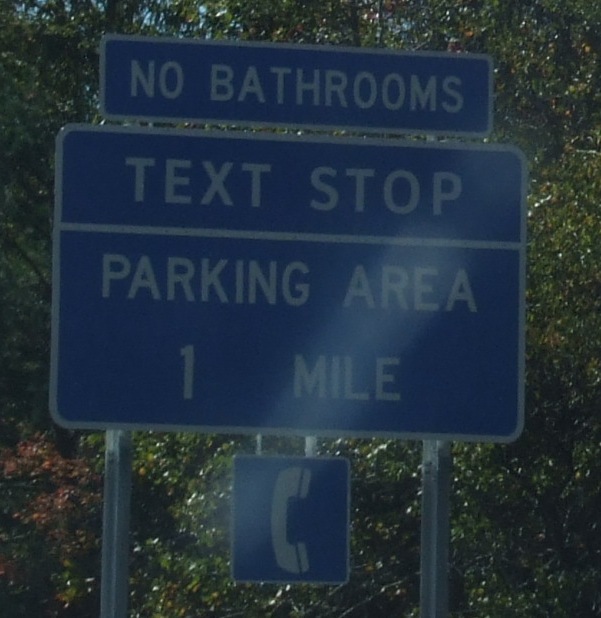 NO BATHROOMS
TEXT STOP
PARKING AREA
1 MILE